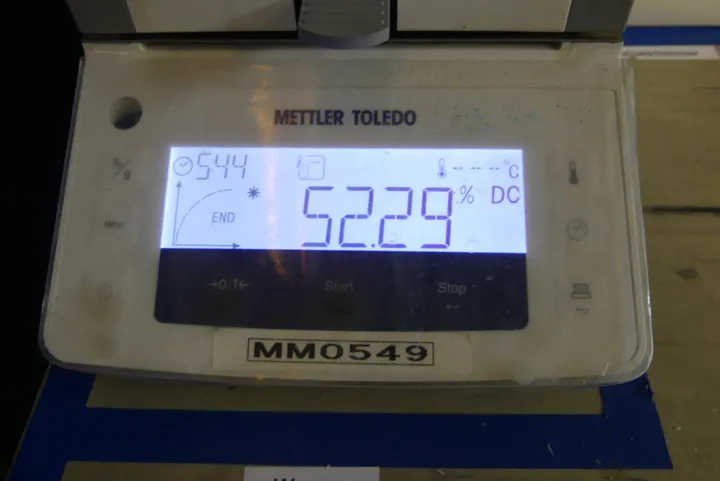 METTLER TOLEDO
5:44
- - - - °C
END
52.29 % DC
→0/T← Start Stop
MM0549